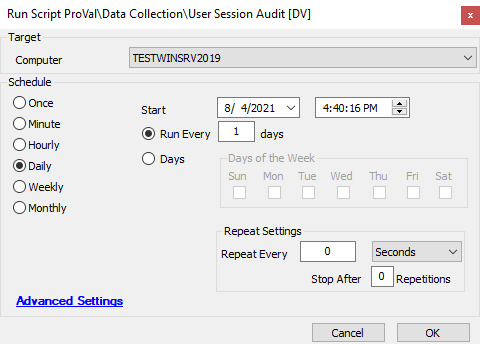 Run Script ProVal\Data Collection\User Session Audit [DV] x
Target
Computer TESTWINSRV2019
Schedule
Once
Minute
Hourly
Daily
Weekly
Monthly
Start 8/ 4/2021 4:40:16 PM
Run Every 1 days
Days
Days of the Week
Sun Mon Tue Wed Thu Fri Sat
Repeat Settings
Repeat Every 0 Seconds
Stop After 0 Repetitions
Advanced Settings
Cancel OK